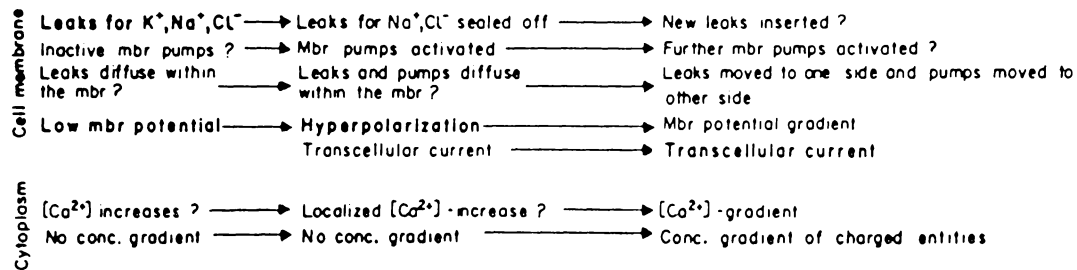 Cell membrane
Leaks for K⁺,Na⁺,Cl⁻ → Leaks for Na⁺,Cl⁻ sealed off → New leaks inserted ?
Inactive mbr pumps ? → Mbr pumps activated → Further mbr pumps activated ?
Leaks diffuse within the mbr ? → Leaks and pumps diffuse within the mbr ? → Leaks moved to one side and pumps moved to other side
Low mbr potential → Hyperpolarization → Mbr potential gradient
Transcellular current → Transcellular current
Cytoplasm
[Ca²⁺] increases ? → Localized [Ca²⁺]-increase ? → [Ca²⁺]-gradient
No conc. gradient → No conc. gradient → Conc. gradient of charged entities